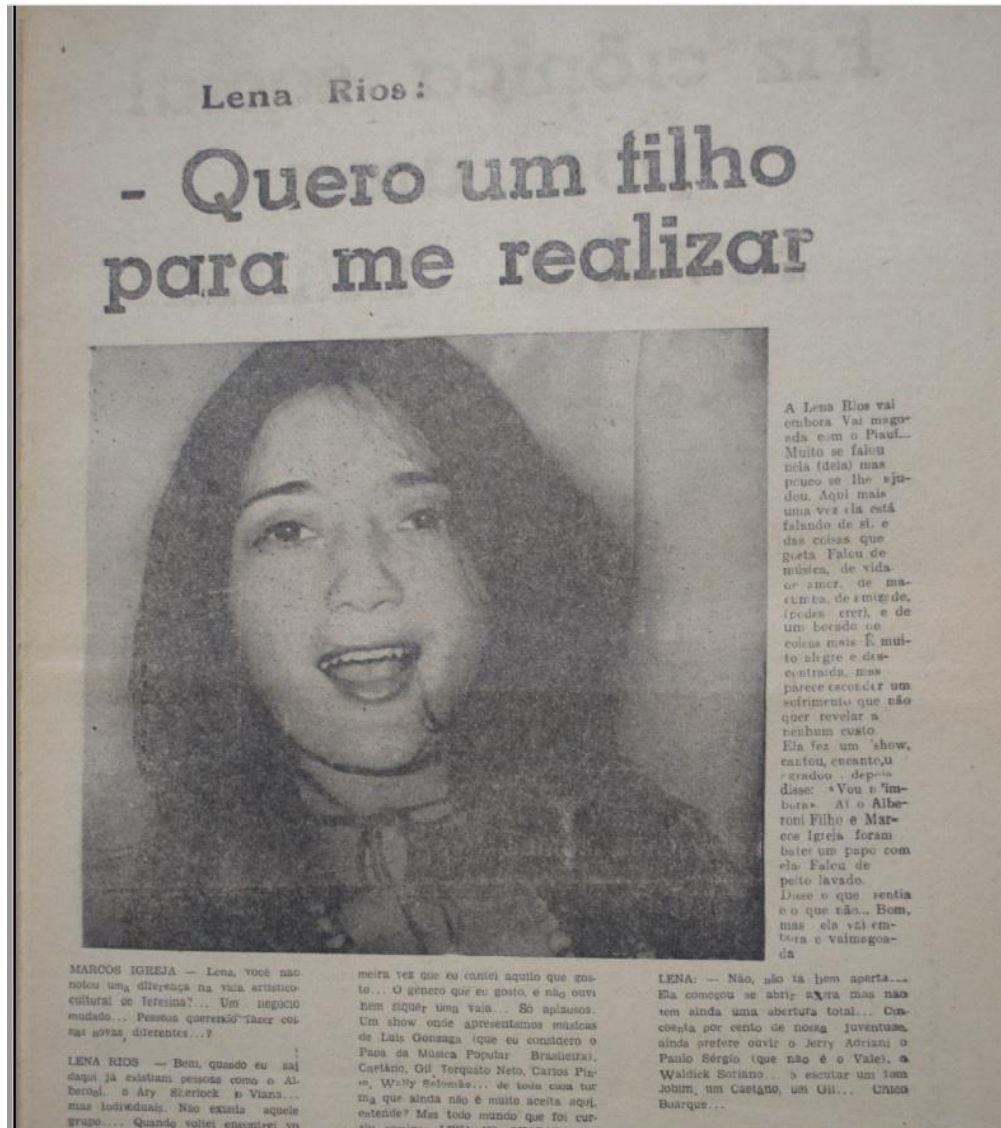 Lena Rios:
- Quero um filho
para me realizar
A Lena Rios vai
embora Vai mago-
ada com o Piauí...
Muito se falou
nela (dela) mas
pouco se lhe aju-
dou. Aqui mais
uma vez ela está
falando de si, e
das coisas que
gosta Falou de
música, de vida
de amor, de ma-
cumba, de amizade,
(podes crer), e de
um bocado de
coisas mais É mui-
to alegre e des-
contraida, mas
parece esconder um
sofrimento que não
quer revelar a
nenhum custo.
Ela fez um show,
cantou, encanto,u
agradou . depois
disse: «Vou m'im-
bora». Aí o Albe-
roni Filho e Mar-
cos Igreja foram
bater um papo com
ela: Falou de
peito lavado.
Disse o que sentia
e o que não... Bom,
mas ela vai em-
bora e vaimagoa-
da
MARCOS IGREJA — Lena, você não
notou uma diferença na vida artístico-
cultural de Teresina?... Um negócio
mudado... Pessoas querendo fazer coi-
sas novas, diferentes...?
LENA RIOS — Bem, quando eu saí
daqui já existiam pessoas como o Al-
beroni, o Ary Sherlock o Viana...
mas individuais. Nao existia aquele
grupo.... Quando voltei encontrei
meira vez que eu cantei aquilo que gos-
to... O gênero que eu gosto, e não ouvi
nem siquer uma vaia... Só aplausos.
Um show onde apresentamos músicas
de Luis Gonzaga (que eu considero o
Papa da Música Popular Brasileira),
Caetano, Gil Torquato Neto, Carlos Pin-
to, Wally Salomão... de toda essa tur
ma que ainda não é muito aceita aqui,
entende? Mas todo mundo que foi cur-
LENA: — Não, não tá bem aperta...
Ela começou se abrir agora mas não
tem ainda uma abertura total... Cin-
coenta por cento de nossa juventude,
ainda prefere ouvir o Jerry Adriani o
Paulo Sérgio (que não é o Vale), o
Waldick Soriano... a escutar um Tom
Jobim, um Caetano, um Gil... Chico
Buarque...